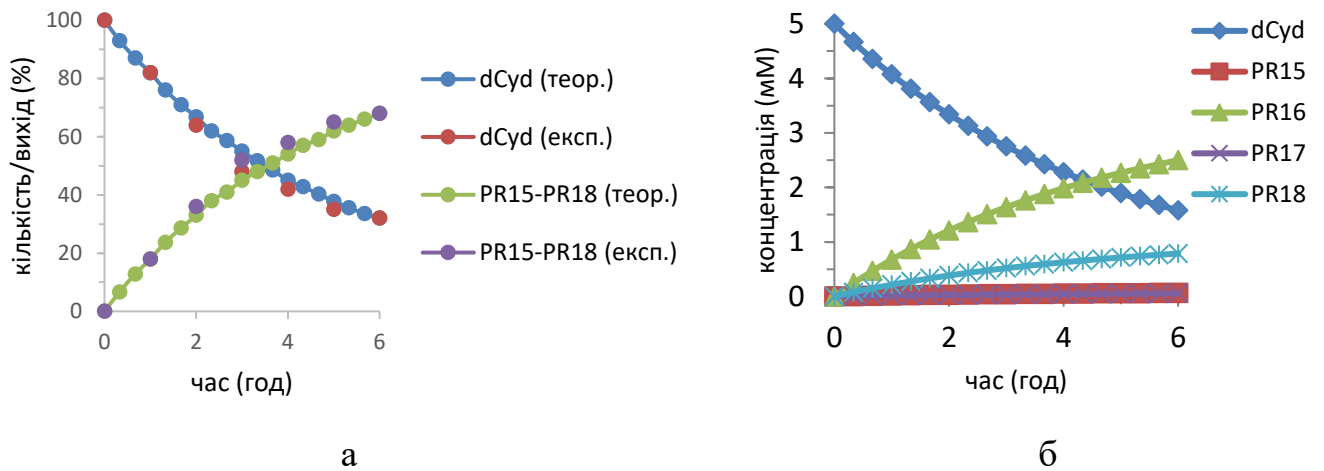 кількість/вихід (%)
100
80
60
40
20
0
0 2 4 6
час (год)
dCyd (теор.)
dCyd (експ.)
PR15-PR18 (теор.)
PR15-PR18 (експ.)
а
концентрація (мМ)
5
4
3
2
1
0
0 2 4 6
час (год)
dCyd
PR15
PR16
PR17
PR18
б